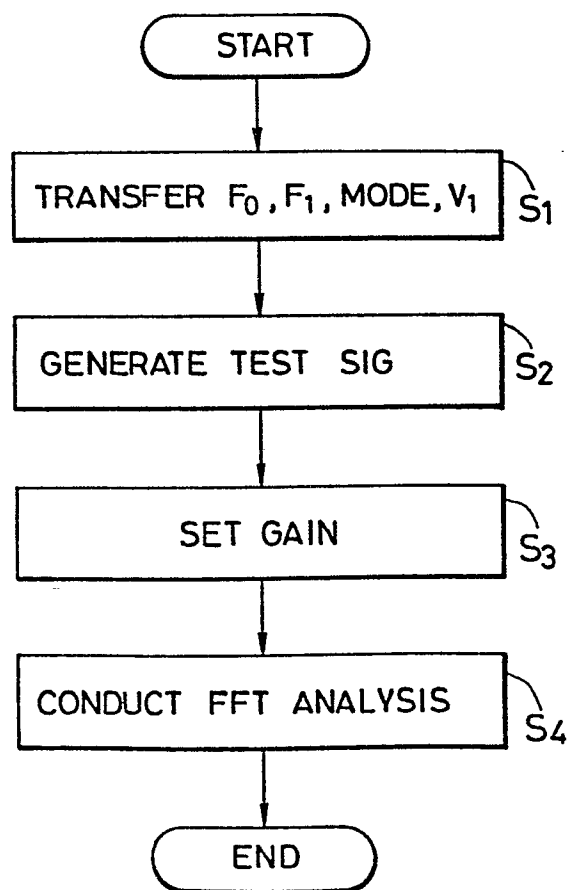 START
TRANSFER F₀, F₁, MODE, V₁
S1
GENERATE TEST SIG
S2
SET GAIN
S3
CONDUCT FFT ANALYSIS
S4
END